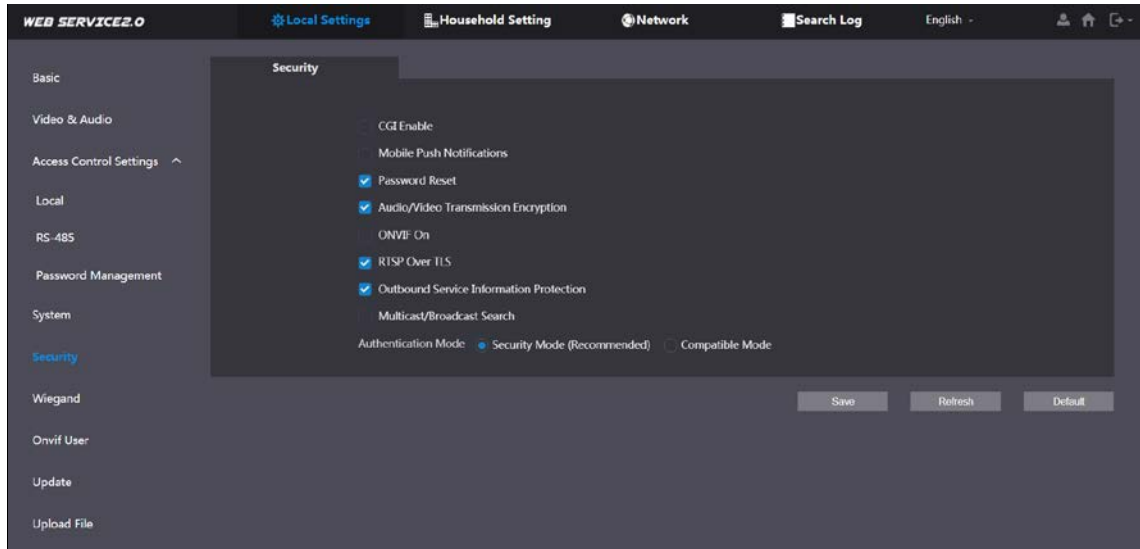 WEB SERVICE2.0 Local Settings Household Setting Network Search Log English
Security
Basic
CGI Enable
Video & Audio
Mobile Push Notifications
Access Control Settings
Password Reset
Local
Audio/Video Transmission Encryption
RS-485
ONVIF On
RTSP Over TLS
Password Management
Outbound Service Information Protection
System
Multicast/Broadcast Search
Authentication Mode Security Mode (Recommended) Compatible Mode
Security
Wiegand
Save Refresh Default
Onvif User
Update
Upload File